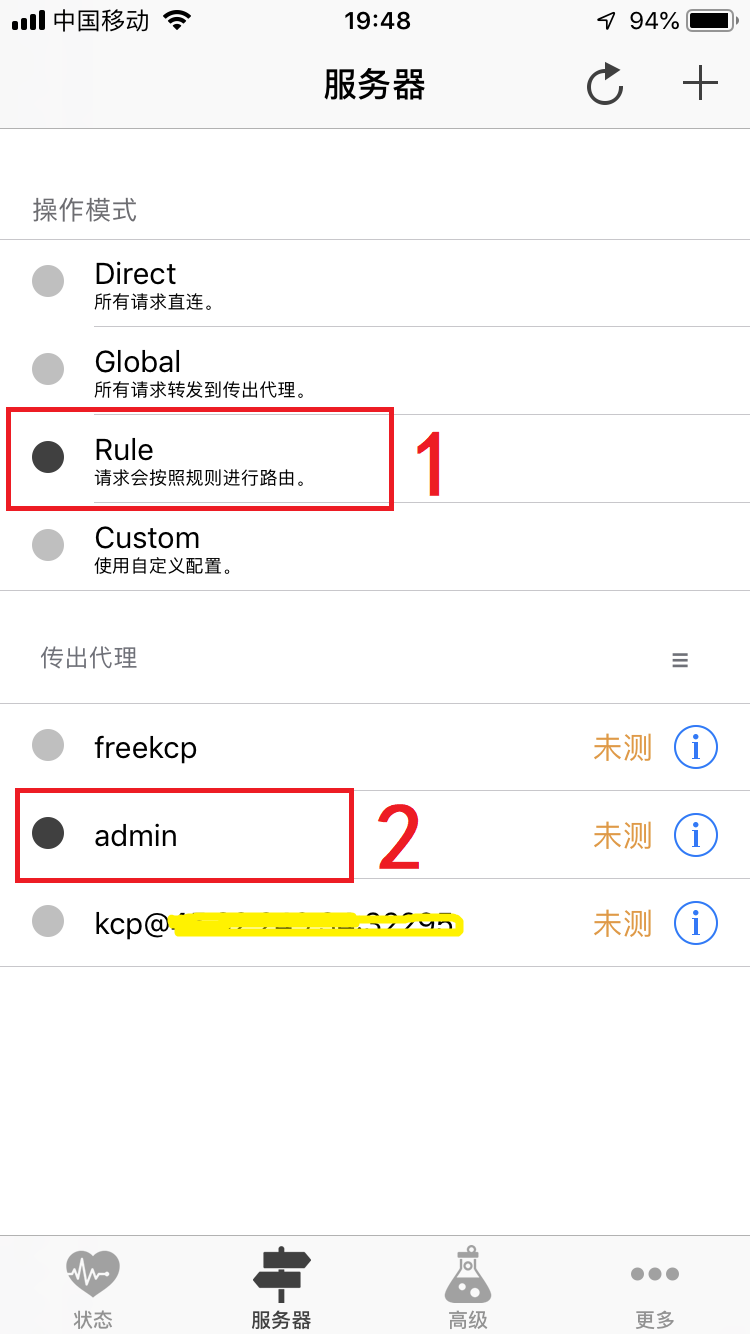 中国移动 19:48 94%
服务器
操作模式
Direct
所有请求直连。
Global
所有请求转发到传出代理。
Rule
请求会按照规则进行路由。
1
Custom
使用自定义配置。
传出代理
freekcp 未测 i
admin 未测 i
2
kcp@ 未测 i
状态 服务器 高级 更多